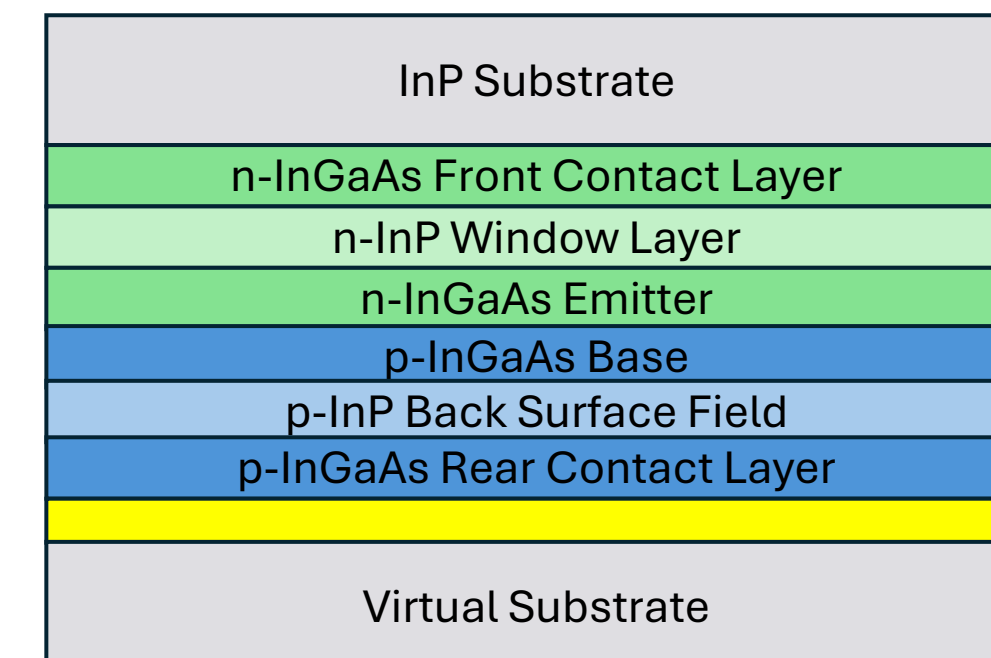 InP Substrate
n-InGaAs Front Contact Layer
n-InP Window Layer
n-InGaAs Emitter
p-InGaAs Base
p-InP Back Surface Field
p-InGaAs Rear Contact Layer
Virtual Substrate